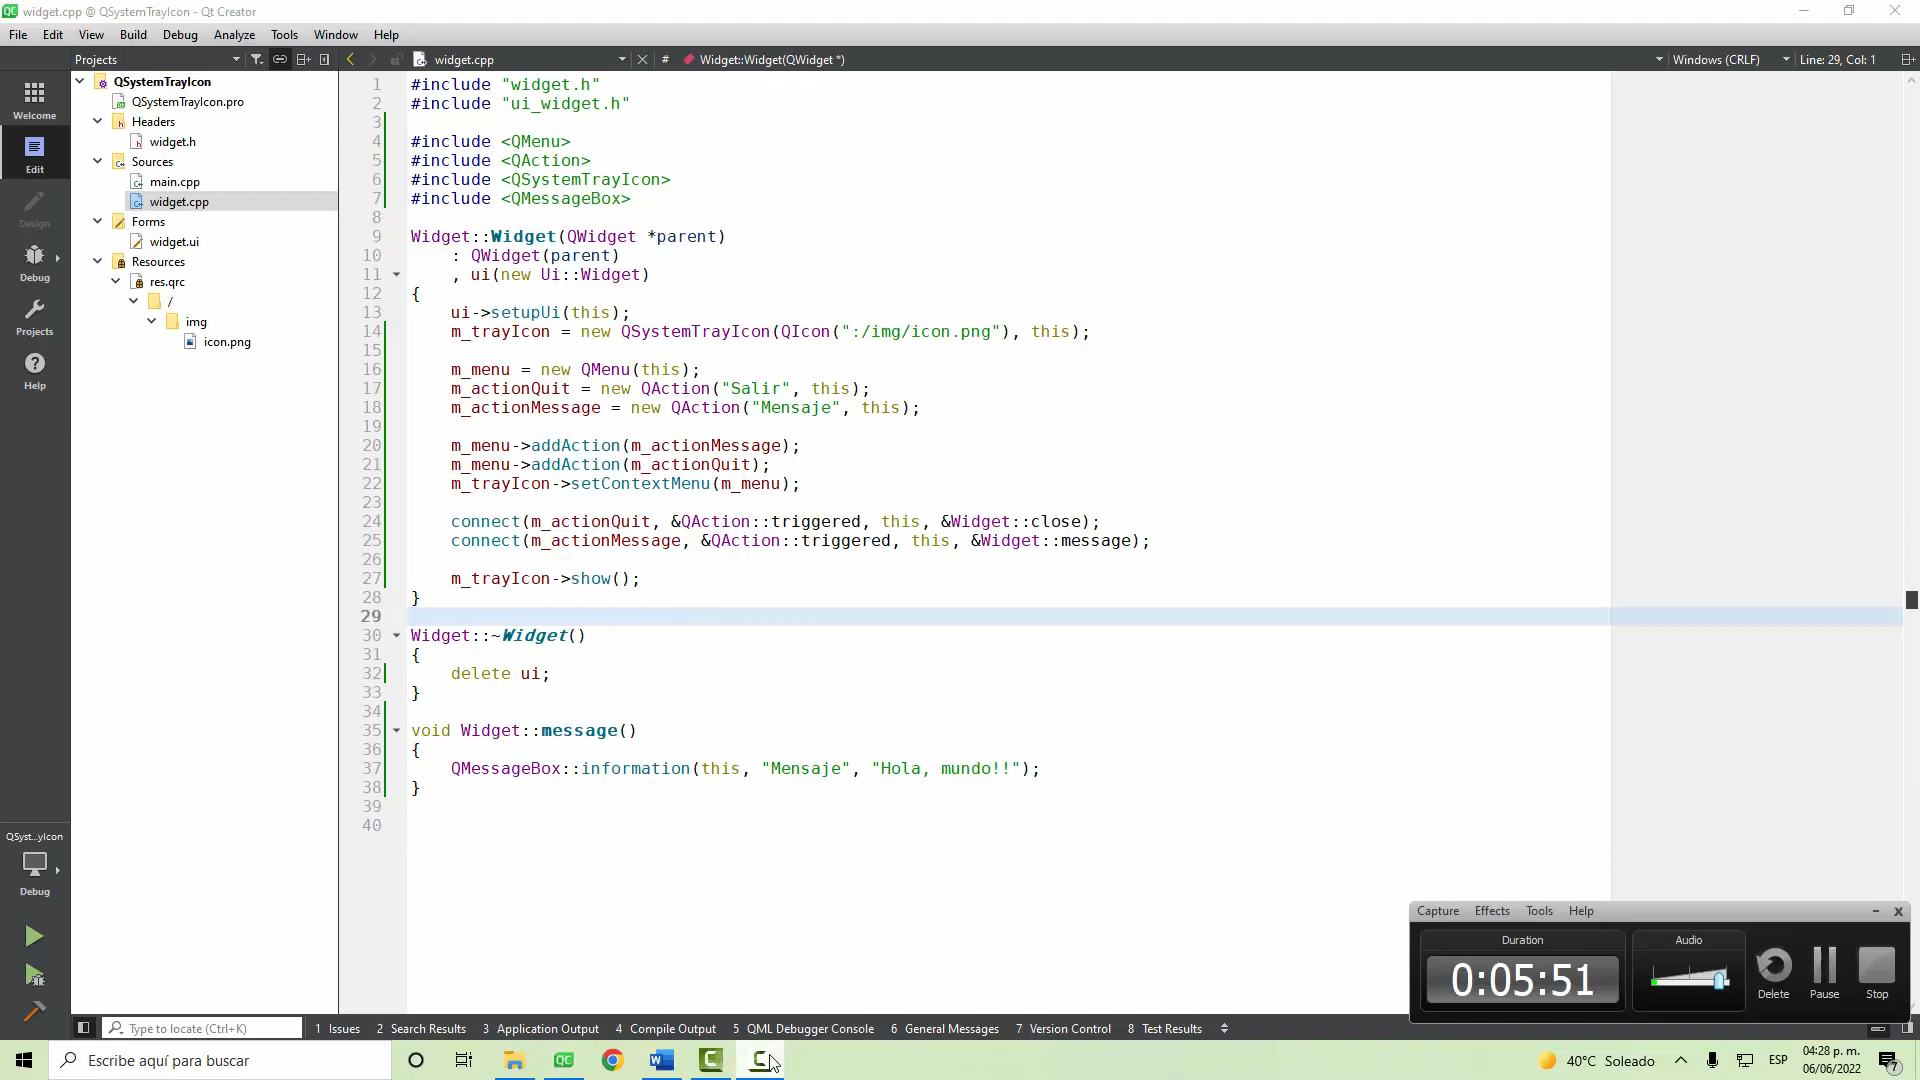 widget.cpp @ QSystemTrayIcon - Qt Creator
File Edit View Build Debug Analyze Tools Window Help
Projects widget.cpp # Widget::Widget(QWidget *) Windows (CRLF) Line: 29, Col: 1
Welcome
Edit
Design
Debug
Projects
Help
QSystemTrayIcon
QSystemTrayIcon.pro
Headers
widget.h
Sources
main.cpp
widget.cpp
Forms
widget.ui
Resources
res.qrc
/
img
icon.png
1 #include "widget.h"
2 #include "ui_widget.h"
3
4 #include <QMenu>
5 #include <QAction>
6 #include <QSystemTrayIcon>
7 #include <QMessageBox>
8
9 Widget::Widget(QWidget *parent)
10 : QWidget(parent)
11 , ui(new Ui::Widget)
12 {
13 ui->setupUi(this);
14 m_trayIcon = new QSystemTrayIcon(QIcon(":/img/icon.png"), this);
15
16 m_menu = new QMenu(this);
17 m_actionQuit = new QAction("Salir", this);
18 m_actionMessage = new QAction("Mensaje", this);
19
20 m_menu->addAction(m_actionMessage);
21 m_menu->addAction(m_actionQuit);
22 m_trayIcon->setContextMenu(m_menu);
23
24 connect(m_actionQuit, &QAction::triggered, this, &Widget::close);
25 connect(m_actionMessage, &QAction::triggered, this, &Widget::message);
26
27 m_trayIcon->show();
28 }
29
30 Widget::~Widget()
31 {
32 delete ui;
33 }
34
35 void Widget::message()
36 {
37 QMessageBox::information(this, "Mensaje", "Hola, mundo!!");
38 }
39
40
QSyst...yIcon
Debug
Capture Effects Tools Help
Duration
0:05:51
Audio
Delete Pause Stop
Type to locate (Ctrl+K) 1 Issues 2 Search Results 3 Application Output 4 Compile Output 5 QML Debugger Console 6 General Messages 7 Version Control 8 Test Results
Escribe aquí para buscar
40°C Soleado ESP
04:28 p. m.
06/06/2022
7